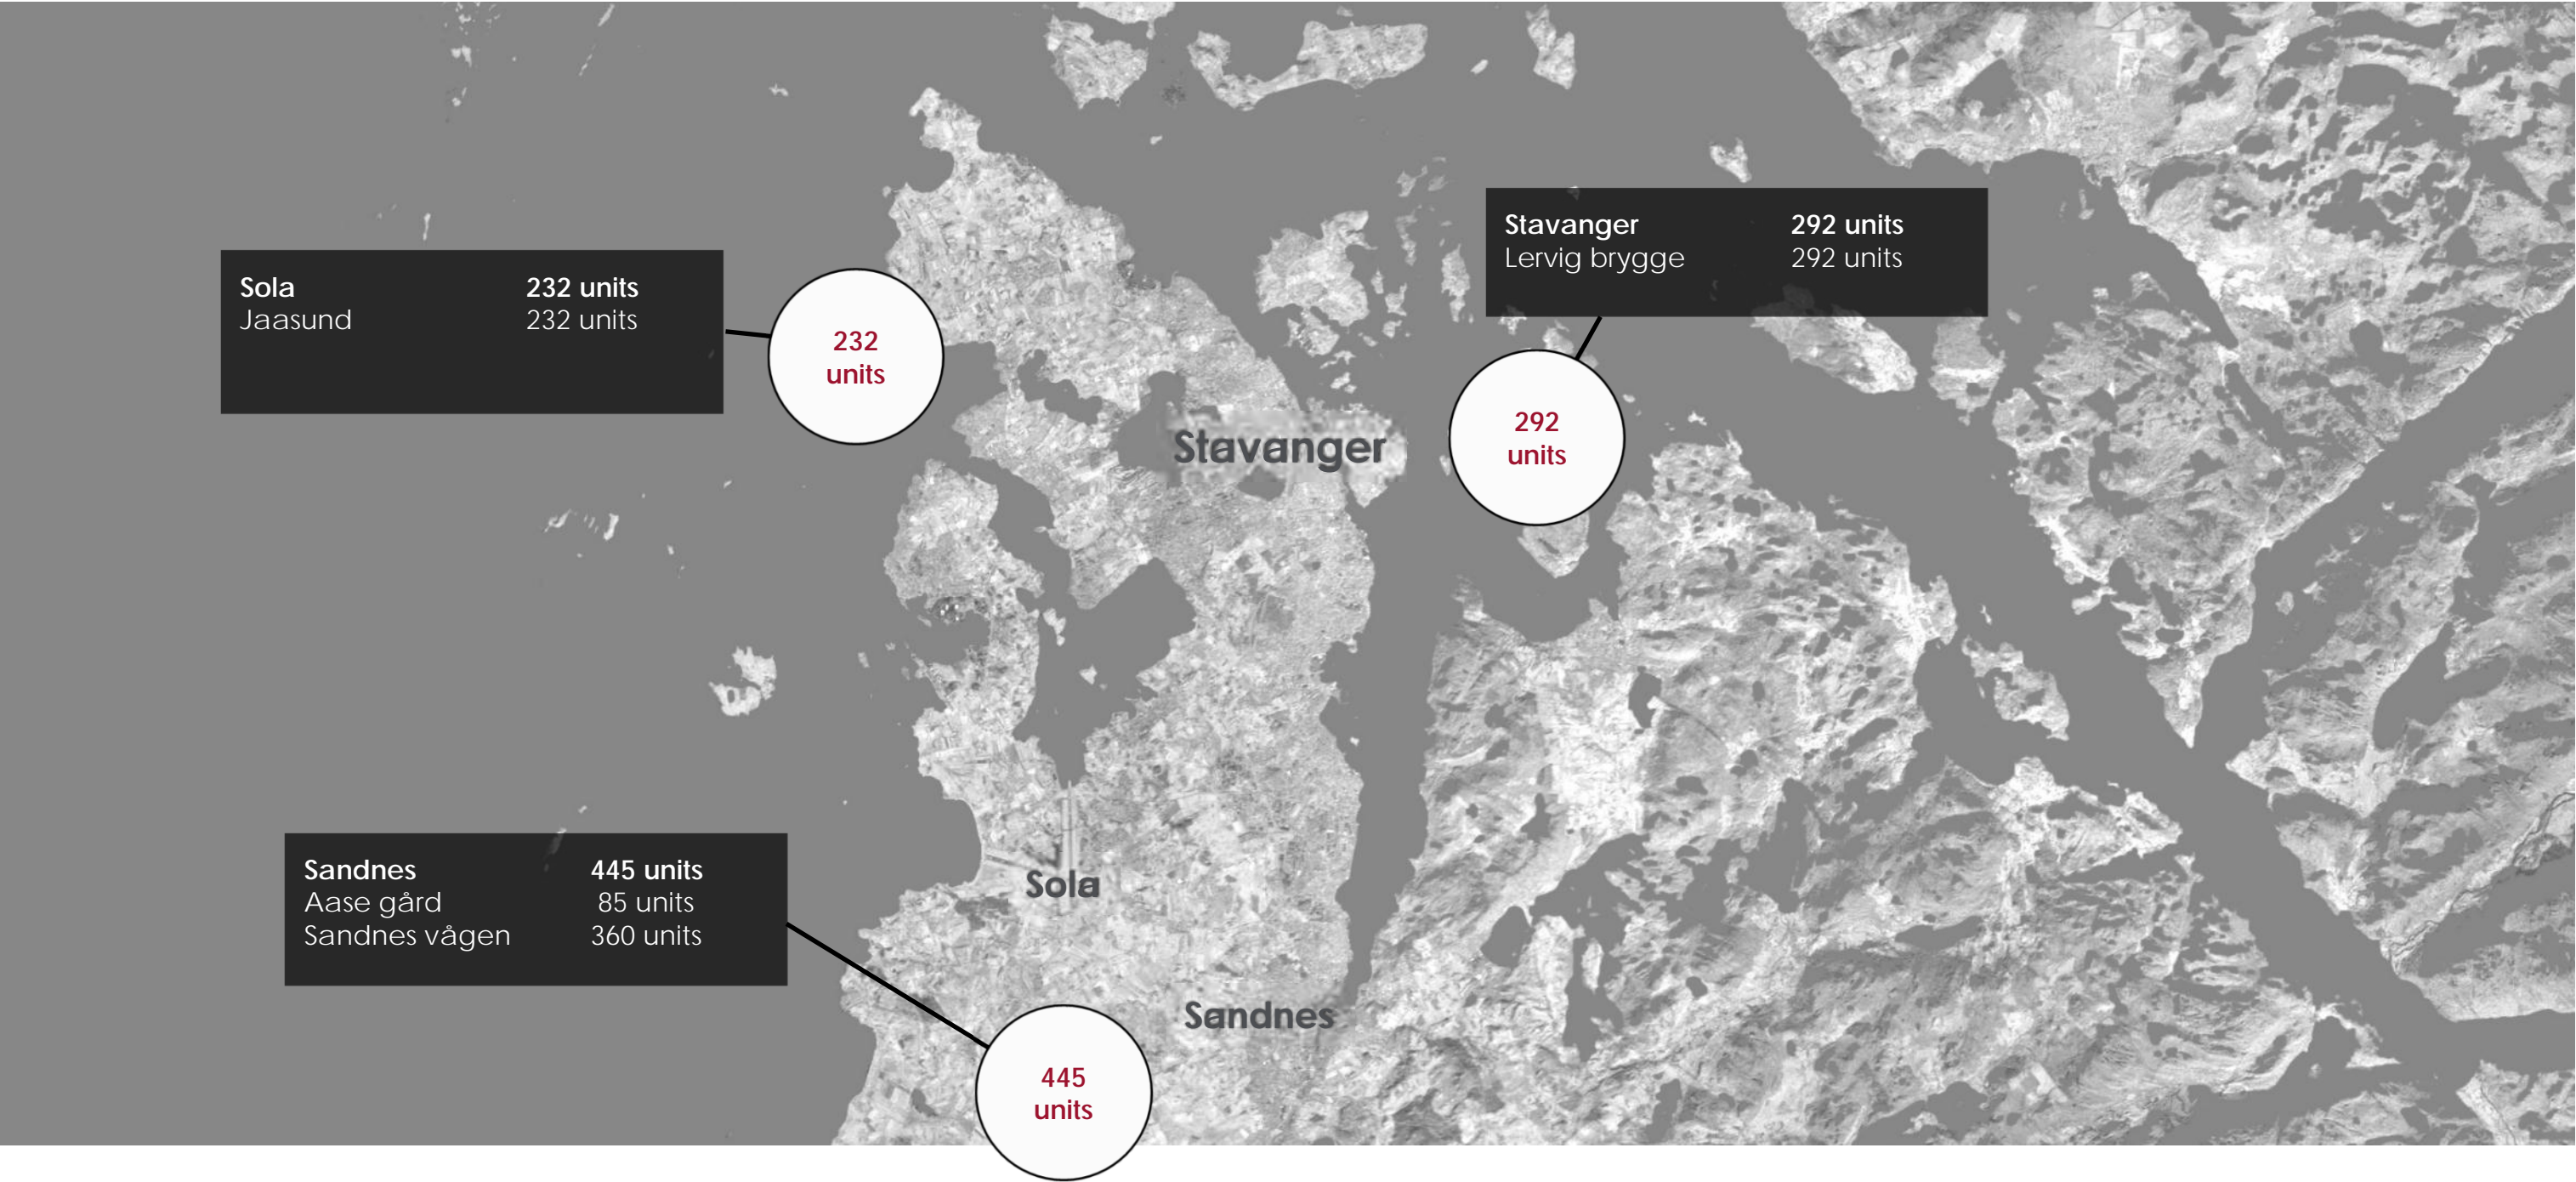 Stavanger 292 units
Lervig brygge 292 units
Sola 232 units
Jaasund 232 units
232
units
292
units
Stavanger
Sandnes 445 units
Aase gård 85 units
Sandnes vågen 360 units
Sola
Sandnes
445
units